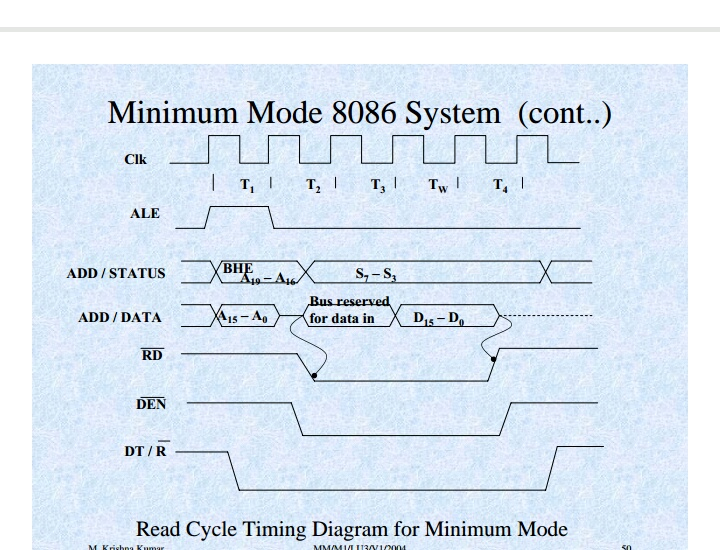 Minimum Mode 8086 System (cont..)
Clk
T1 T2 T3 TW T4
ALE
ADD / STATUS BHE A19 – A16 S7 – S3
ADD / DATA A15 – A0 Bus reserved for data in D15 – D0
RD
DEN
DT / R
Read Cycle Timing Diagram for Minimum Mode
M. Krishna Kumar MM/M1/LU3/V1/2004 50